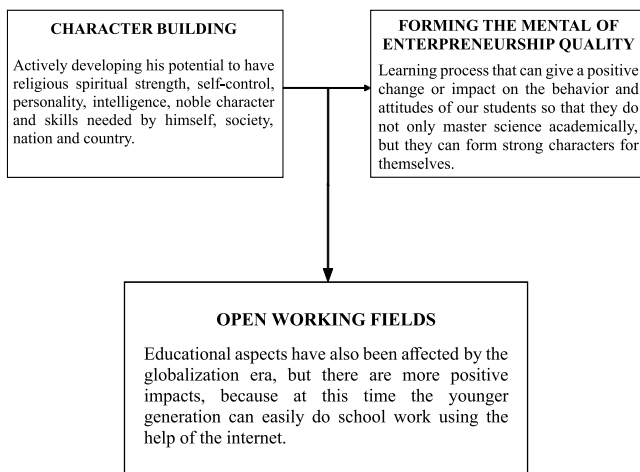 CHARACTER BUILDING
Actively developing his potential to have
religious spiritual strength, self-control,
personality, intelligence, noble character
and skills needed by himself, society,
nation and country.
FORMING THE MENTAL OF
ENTERPRENEURSHIP QUALITY
Learning process that can give a positive
change or impact on the behavior and
attitudes of our students so that they do
not only master science academically,
but they can form strong characters for
themselves.
OPEN WORKING FIELDS
Educational aspects have also been affected by the
globalization era, but there are more positive
impacts, because at this time the younger
generation can easily do school work using the
help of the internet.